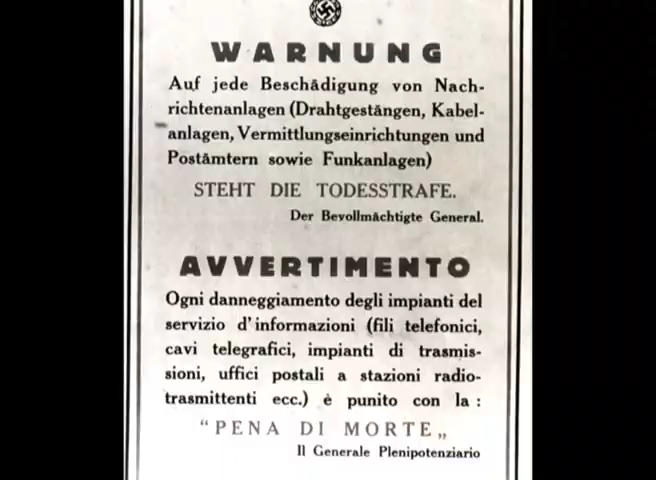 WARNUNG
Auf jede Beschädigung von Nach-
richtenanlagen (Drahtgestängen, Kabel-
anlagen, Vermittlungseinrichtungen und
Postämtern sowie Funkanlagen)
STEHT DIE TODESSTRAFE.
Der Bevollmächtigte General.
AVVERTIMENTO
Ogni danneggiamento degli impianti del
servizio d'informazioni (fili telefonici,
cavi telegrafici, impianti di trasmis-
sioni, uffici postali a stazioni radio-
trasmittenti ecc.) è punito con la :
"PENA DI MORTE„
Il Generale Plenipotenziario